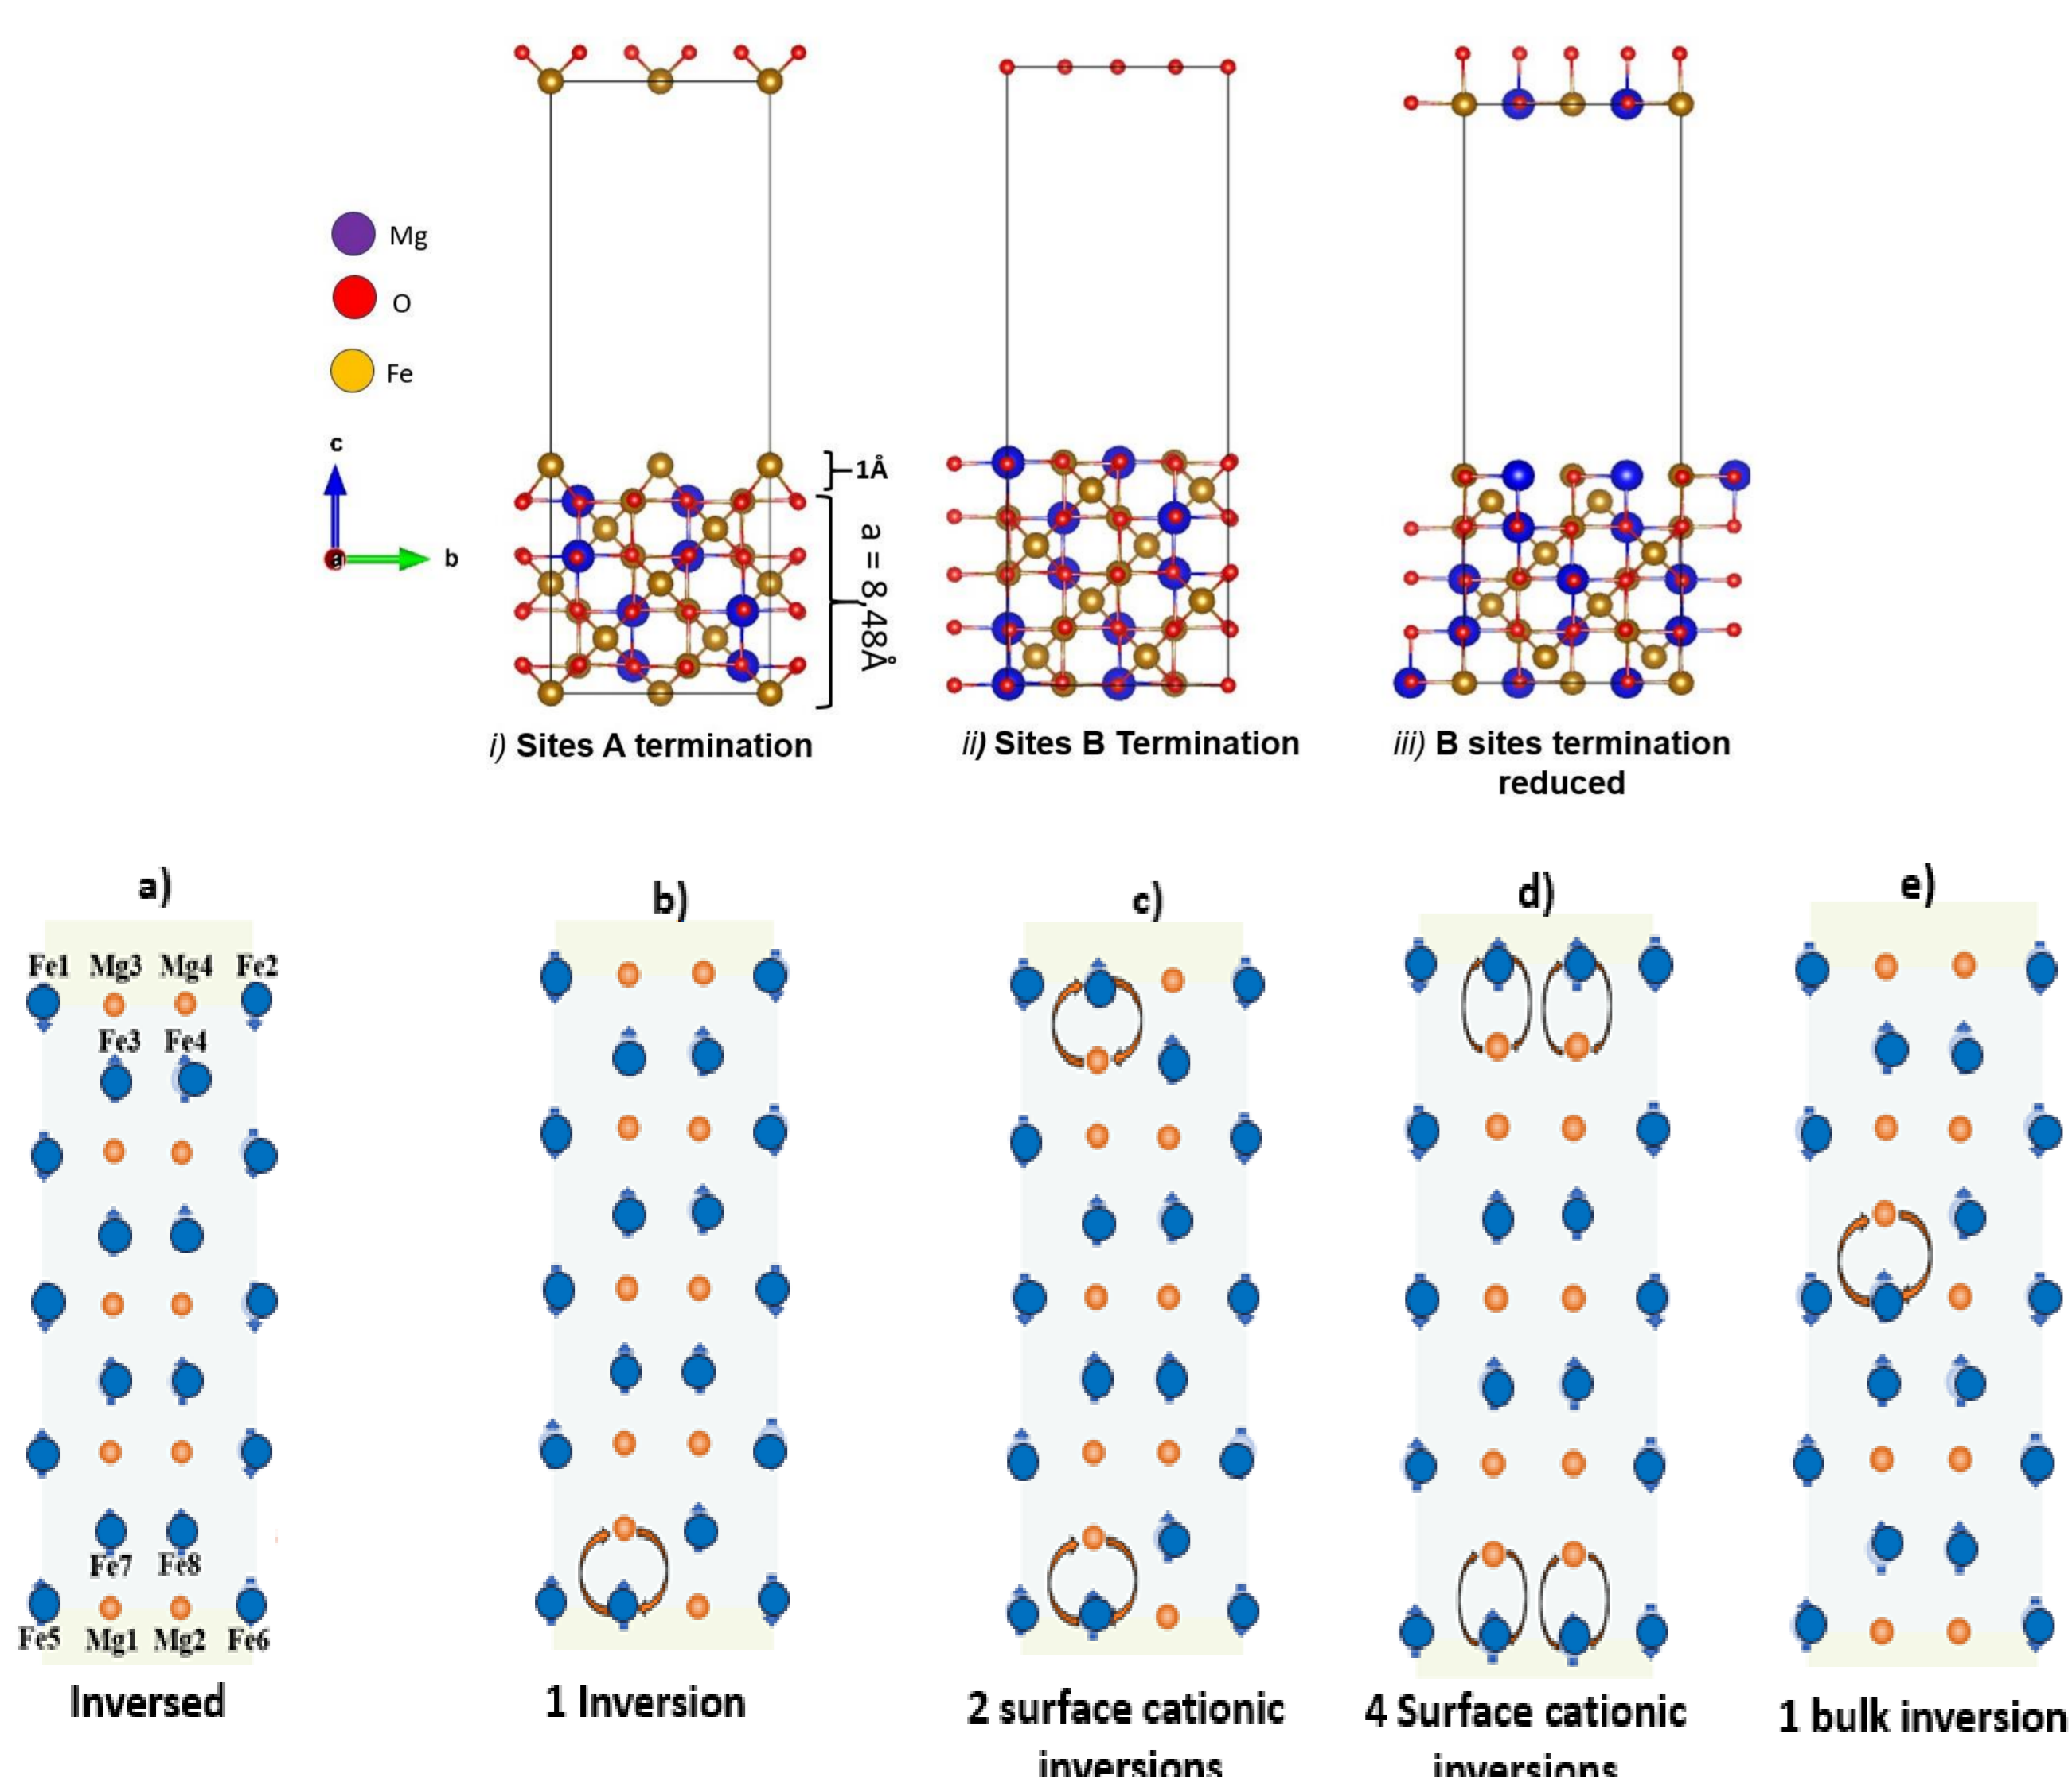 Mg
O
Fe
c
a
b
1Å
a = 8,48Å
i) Sites A termination
ii) Sites B Termination
iii) B sites termination
reduced
a)
b)
c)
d)
e)
Fe1 Mg3 Mg4 Fe2
Fe3 Fe4
Fe7 Fe8
Fe5 Mg1 Mg2 Fe6
Inversed
1 Inversion
2 surface cationic
inversions
4 Surface cationic
inversions
1 bulk inversion